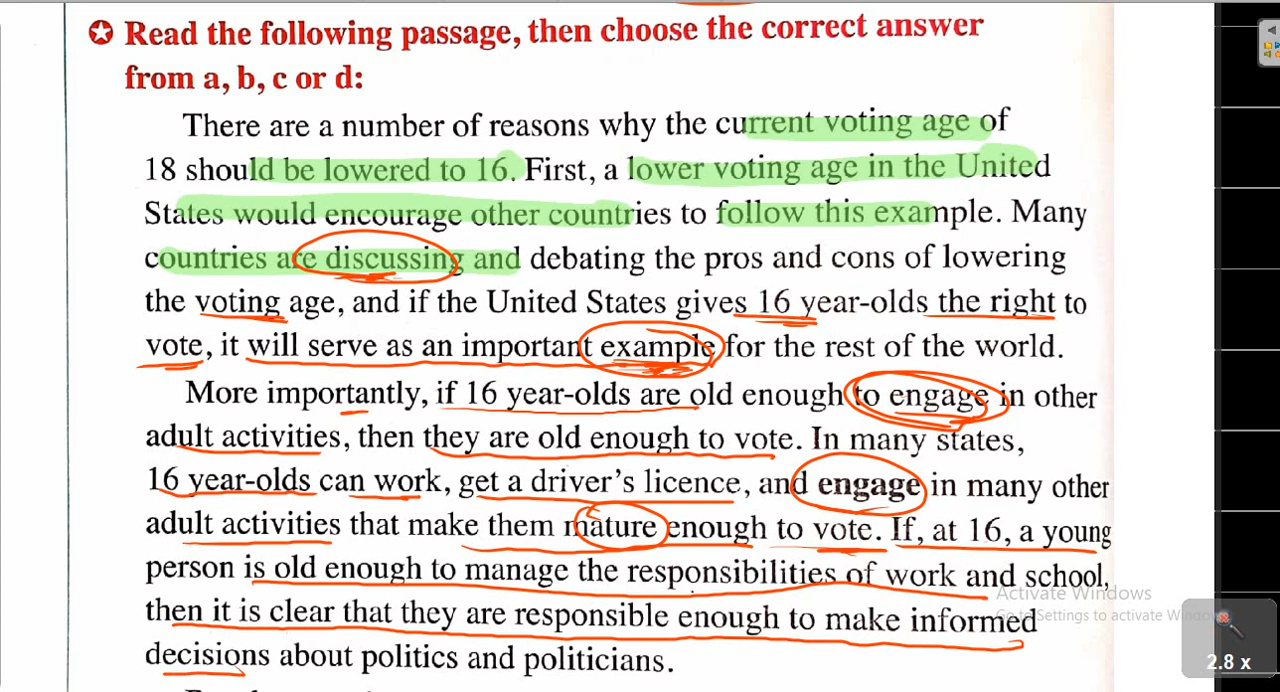 ✪ Read the following passage, then choose the correct answer
from a, b, c or d:
There are a number of reasons why the current voting age of
18 should be lowered to 16. First, a lower voting age in the United
States would encourage other countries to follow this example. Many
countries are discussing and debating the pros and cons of lowering
the voting age, and if the United States gives 16 year-olds the right to
vote, it will serve as an important example for the rest of the world.
More importantly, if 16 year-olds are old enough to engage in other
adult activities, then they are old enough to vote. In many states,
16 year-olds can work, get a driver's licence, and engage in many other
adult activities that make them mature enough to vote. If, at 16, a young
person is old enough to manage the responsibilities of work and school,
then it is clear that they are responsible enough to make informed
decisions about politics and politicians.
Activate Windows
Go to Settings to activate Windows
2.8 x